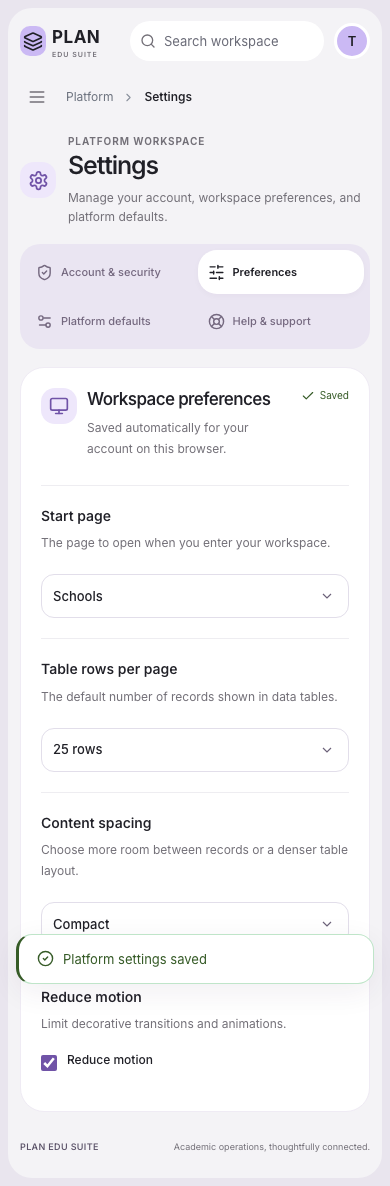 PLAN
EDU SUITE
Search workspace
T
Platform
Settings
PLATFORM WORKSPACE
Settings
Manage your account, workspace preferences, and
platform defaults.
Account & security
Preferences
Platform defaults
Help & support
Workspace preferences
Saved
Saved automatically for your
account on this browser.
Start page
The page to open when you enter your workspace.
Schools
Table rows per page
The default number of records shown in data tables.
25 rows
Content spacing
Choose more room between records or a denser table
layout.
Compact
Platform settings saved
Reduce motion
Limit decorative transitions and animations.
Reduce motion
PLAN EDU SUITE
Academic operations, thoughtfully connected.